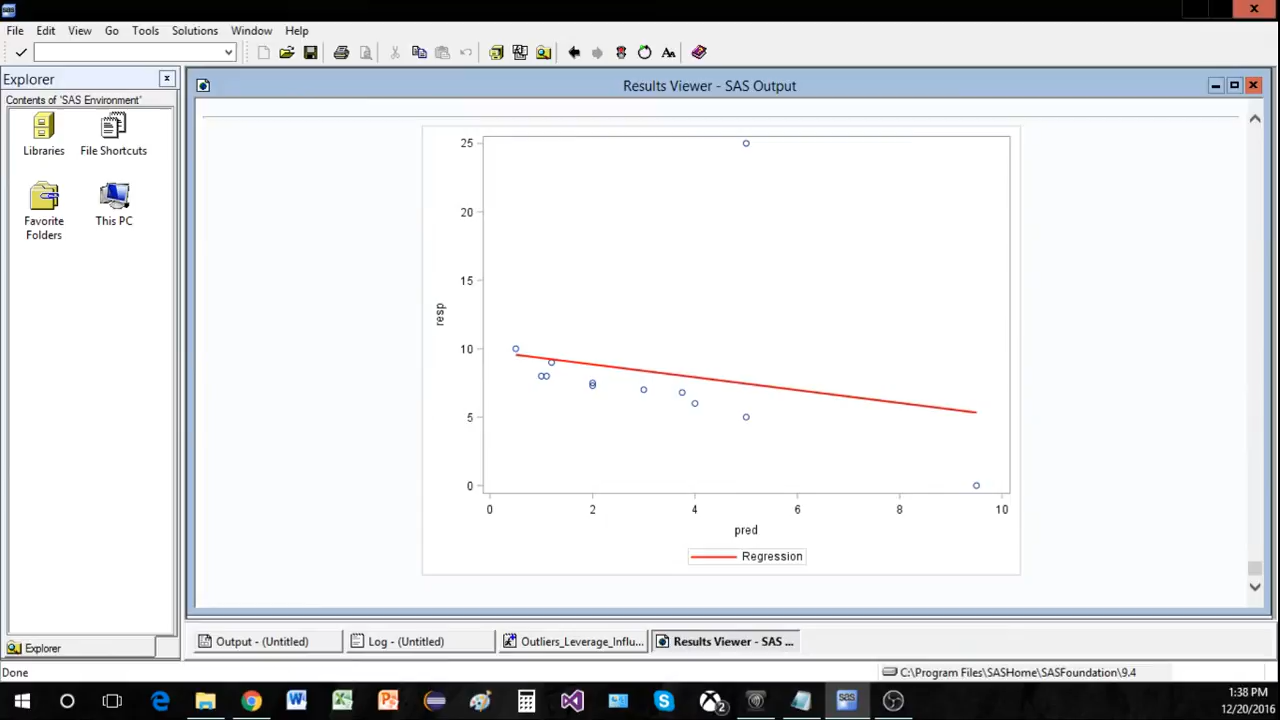 File Edit View Go Tools Solutions Window Help
Explorer
Contents of 'SAS Environment'
Libraries File Shortcuts
Favorite Folders This PC
Results Viewer - SAS Output
25
20
15
10
5
0
resp
0 2 4 6 8 10
pred
Regression
Explorer
Output - (Untitled) Log - (Untitled) Outliers_Leverage_Influ... Results Viewer - SAS ...
Done C:\Program Files\SASHome\SASFoundation\9.4
1:38 PM
12/20/2016